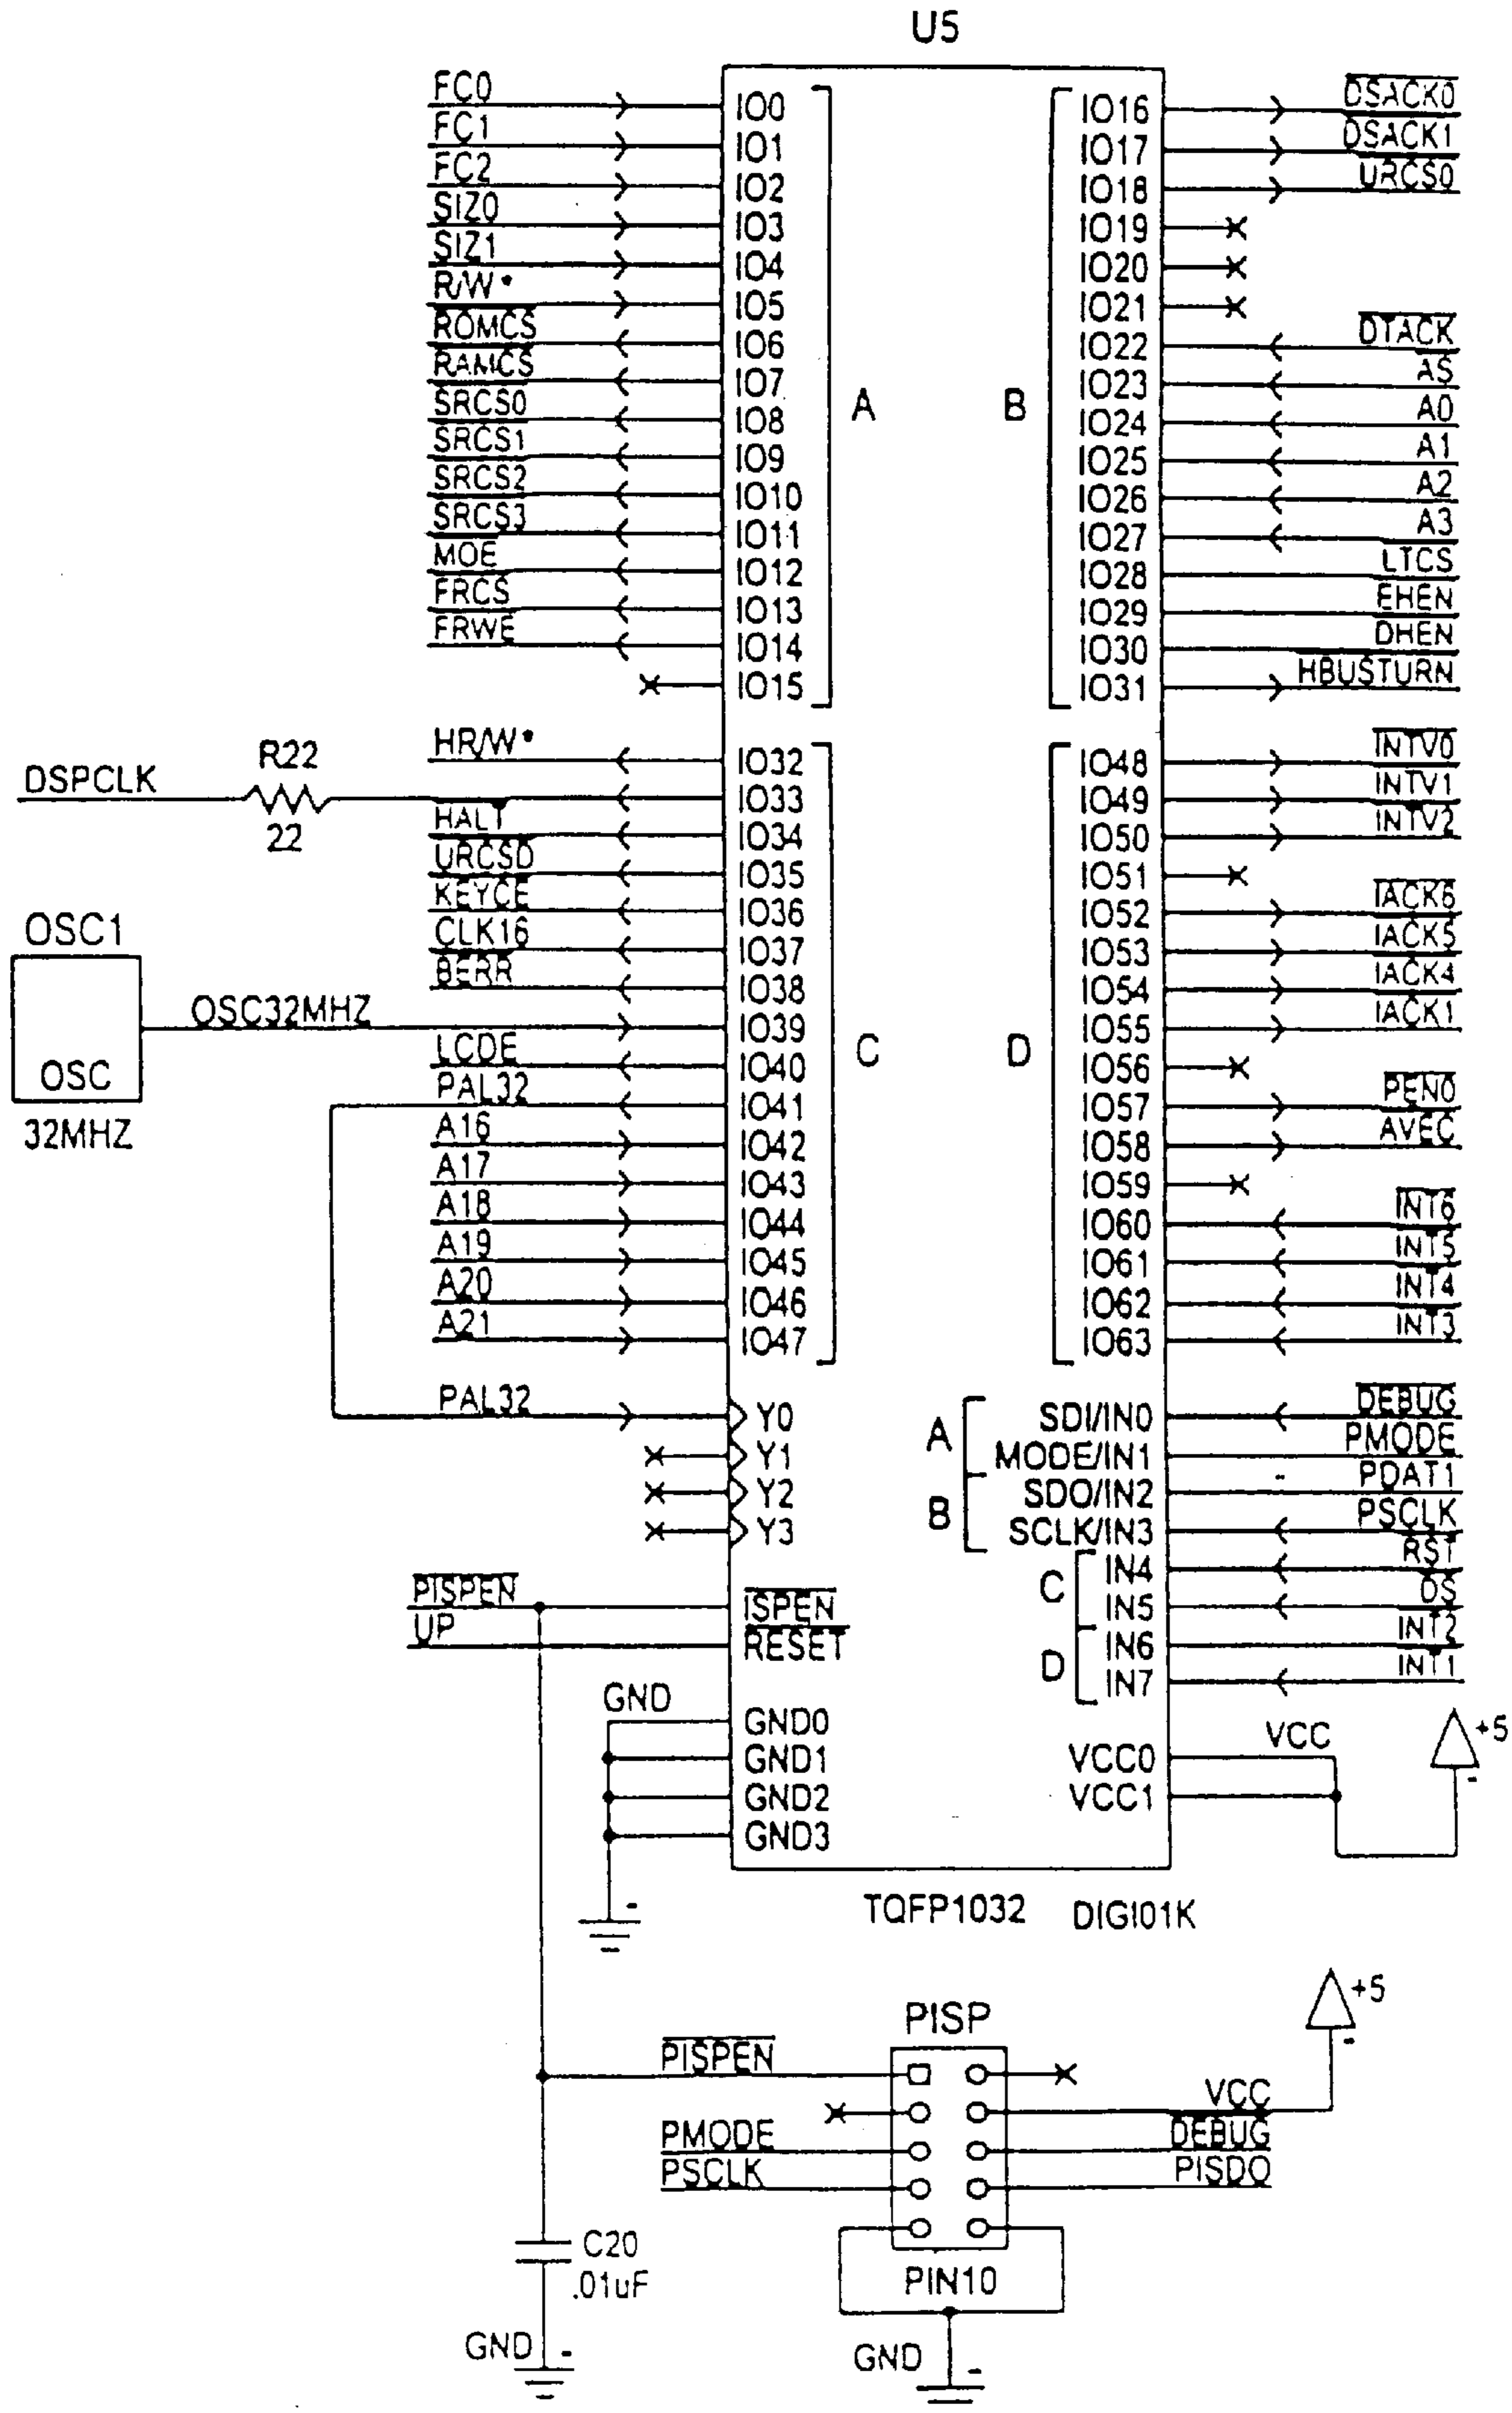 U5
FC0 IO0 IO16 DSACK0
FC1 IO1 IO17 DSACK1
FC2 IO2 IO18 URCS0
SIZ0 IO3 IO19
SIZ1 IO4 IO20
R/W* IO5 IO21
ROMCS IO6 IO22 DTACK
RAMCS IO7 IO23 AS
SRCS0 IO8 A B IO24 A0
SRCS1 IO9 IO25 A1
SRCS2 IO10 IO26 A2
SRCS3 IO11 IO27 A3
MOE IO12 IO28 LTCS
FRCS IO13 IO29 EHEN
FRWE IO14 IO30 DHEN
IO15 IO31 HBUSTURN
HR/W* IO32 IO48 INTV0
DSPCLK R22 22 IO33 IO49 INTV1
HALT IO34 IO50 INTV2
URCSD IO35 IO51
KEYCE IO36 IO52 IACK6
CLK16 IO37 IO53 IACK5
BERR IO38 IO54 IACK4
OSC1 OSC 32MHZ OSC32MHZ IO39 IO55 IACK1
LCDE IO40 C D IO56
PAL32 IO41 IO57 PEN0
A16 IO42 IO58 AVEC
A17 IO43 IO59
A18 IO44 IO60 INT6
A19 IO45 IO61 INT5
A20 IO46 IO62 INT4
A21 IO47 IO63 INT3
PAL32 Y0 A SDI/IN0 DEBUG
Y1 MODE/IN1 PMODE
Y2 B SDO/IN2 PDAT1
Y3 SCLK/IN3 PSCLK
C IN4 RST
PISPEN ISPEN IN5 DS
UP RESET D IN6 INT2
IN7 INT1
GND GND0
GND1 VCC0 VCC +5
GND2 VCC1
GND3
TQFP1032 DIGI01K
PISP +5
PISPEN
VCC
PMODE DEBUG
PSCLK PISDO
C20
.01uF PIN10
GND GND